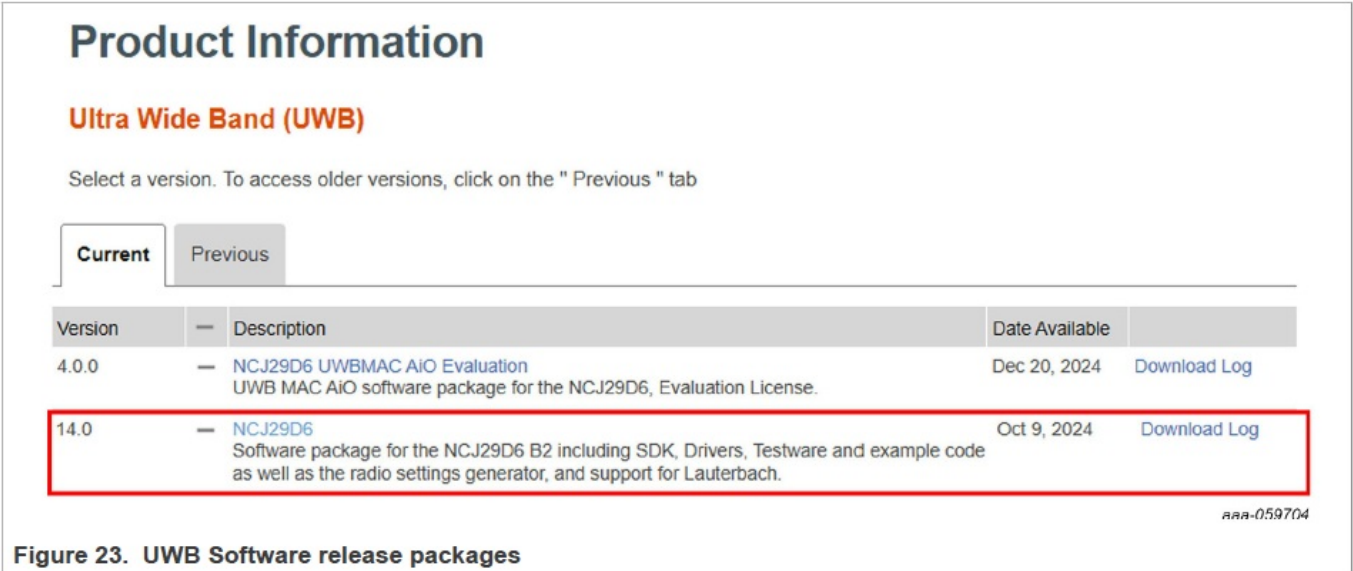 Product Information
Ultra Wide Band (UWB)
Select a version. To access older versions, click on the " Previous " tab
Current Previous
Version — Description Date Available
4.0.0 — NCJ29D6 UWBMAC AiO Evaluation Dec 20, 2024 Download Log
UWB MAC AiO software package for the NCJ29D6, Evaluation License.
14.0 — NCJ29D6 Oct 9, 2024 Download Log
Software package for the NCJ29D6 B2 including SDK, Drivers, Testware and example code
as well as the radio settings generator, and support for Lauterbach.
aaa-059704
Figure 23. UWB Software release packages